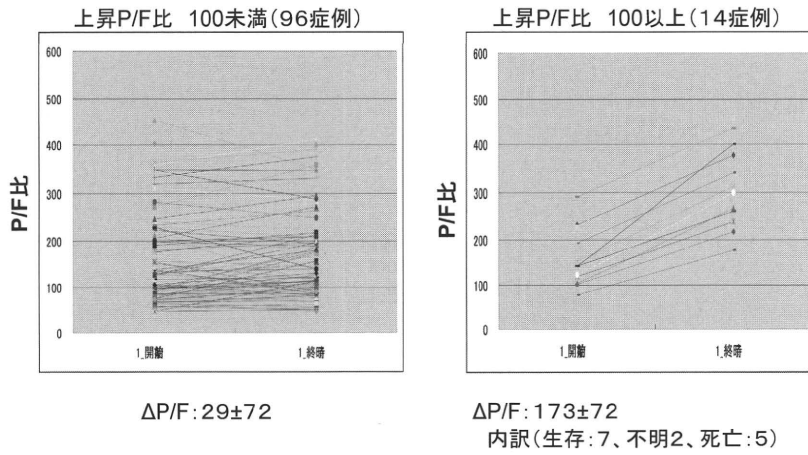 上昇P/F比 100未満(96症例)
P/F比
600
500
400
300
200
100
0
1_開始
1_終時
ΔP/F:29±72
上昇P/F比 100以上(14症例)
P/F比
600
500
400
300
200
100
0
1_開始
1_終時
ΔP/F:173±72
内訳(生存:7、不明2、死亡:5)